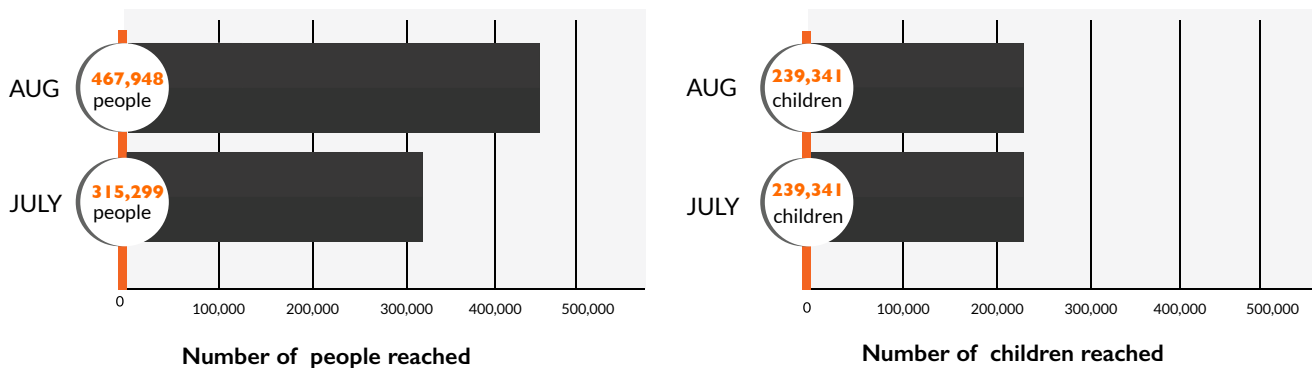 AUG
467,948
people
JULY
315,299
people
0
100,000
200,000
300,000
400,000
500,000
Number of people reached
AUG
239,341
children
JULY
239,341
children
0
100,000
200,000
300,000
400,000
500,000
Number of children reached